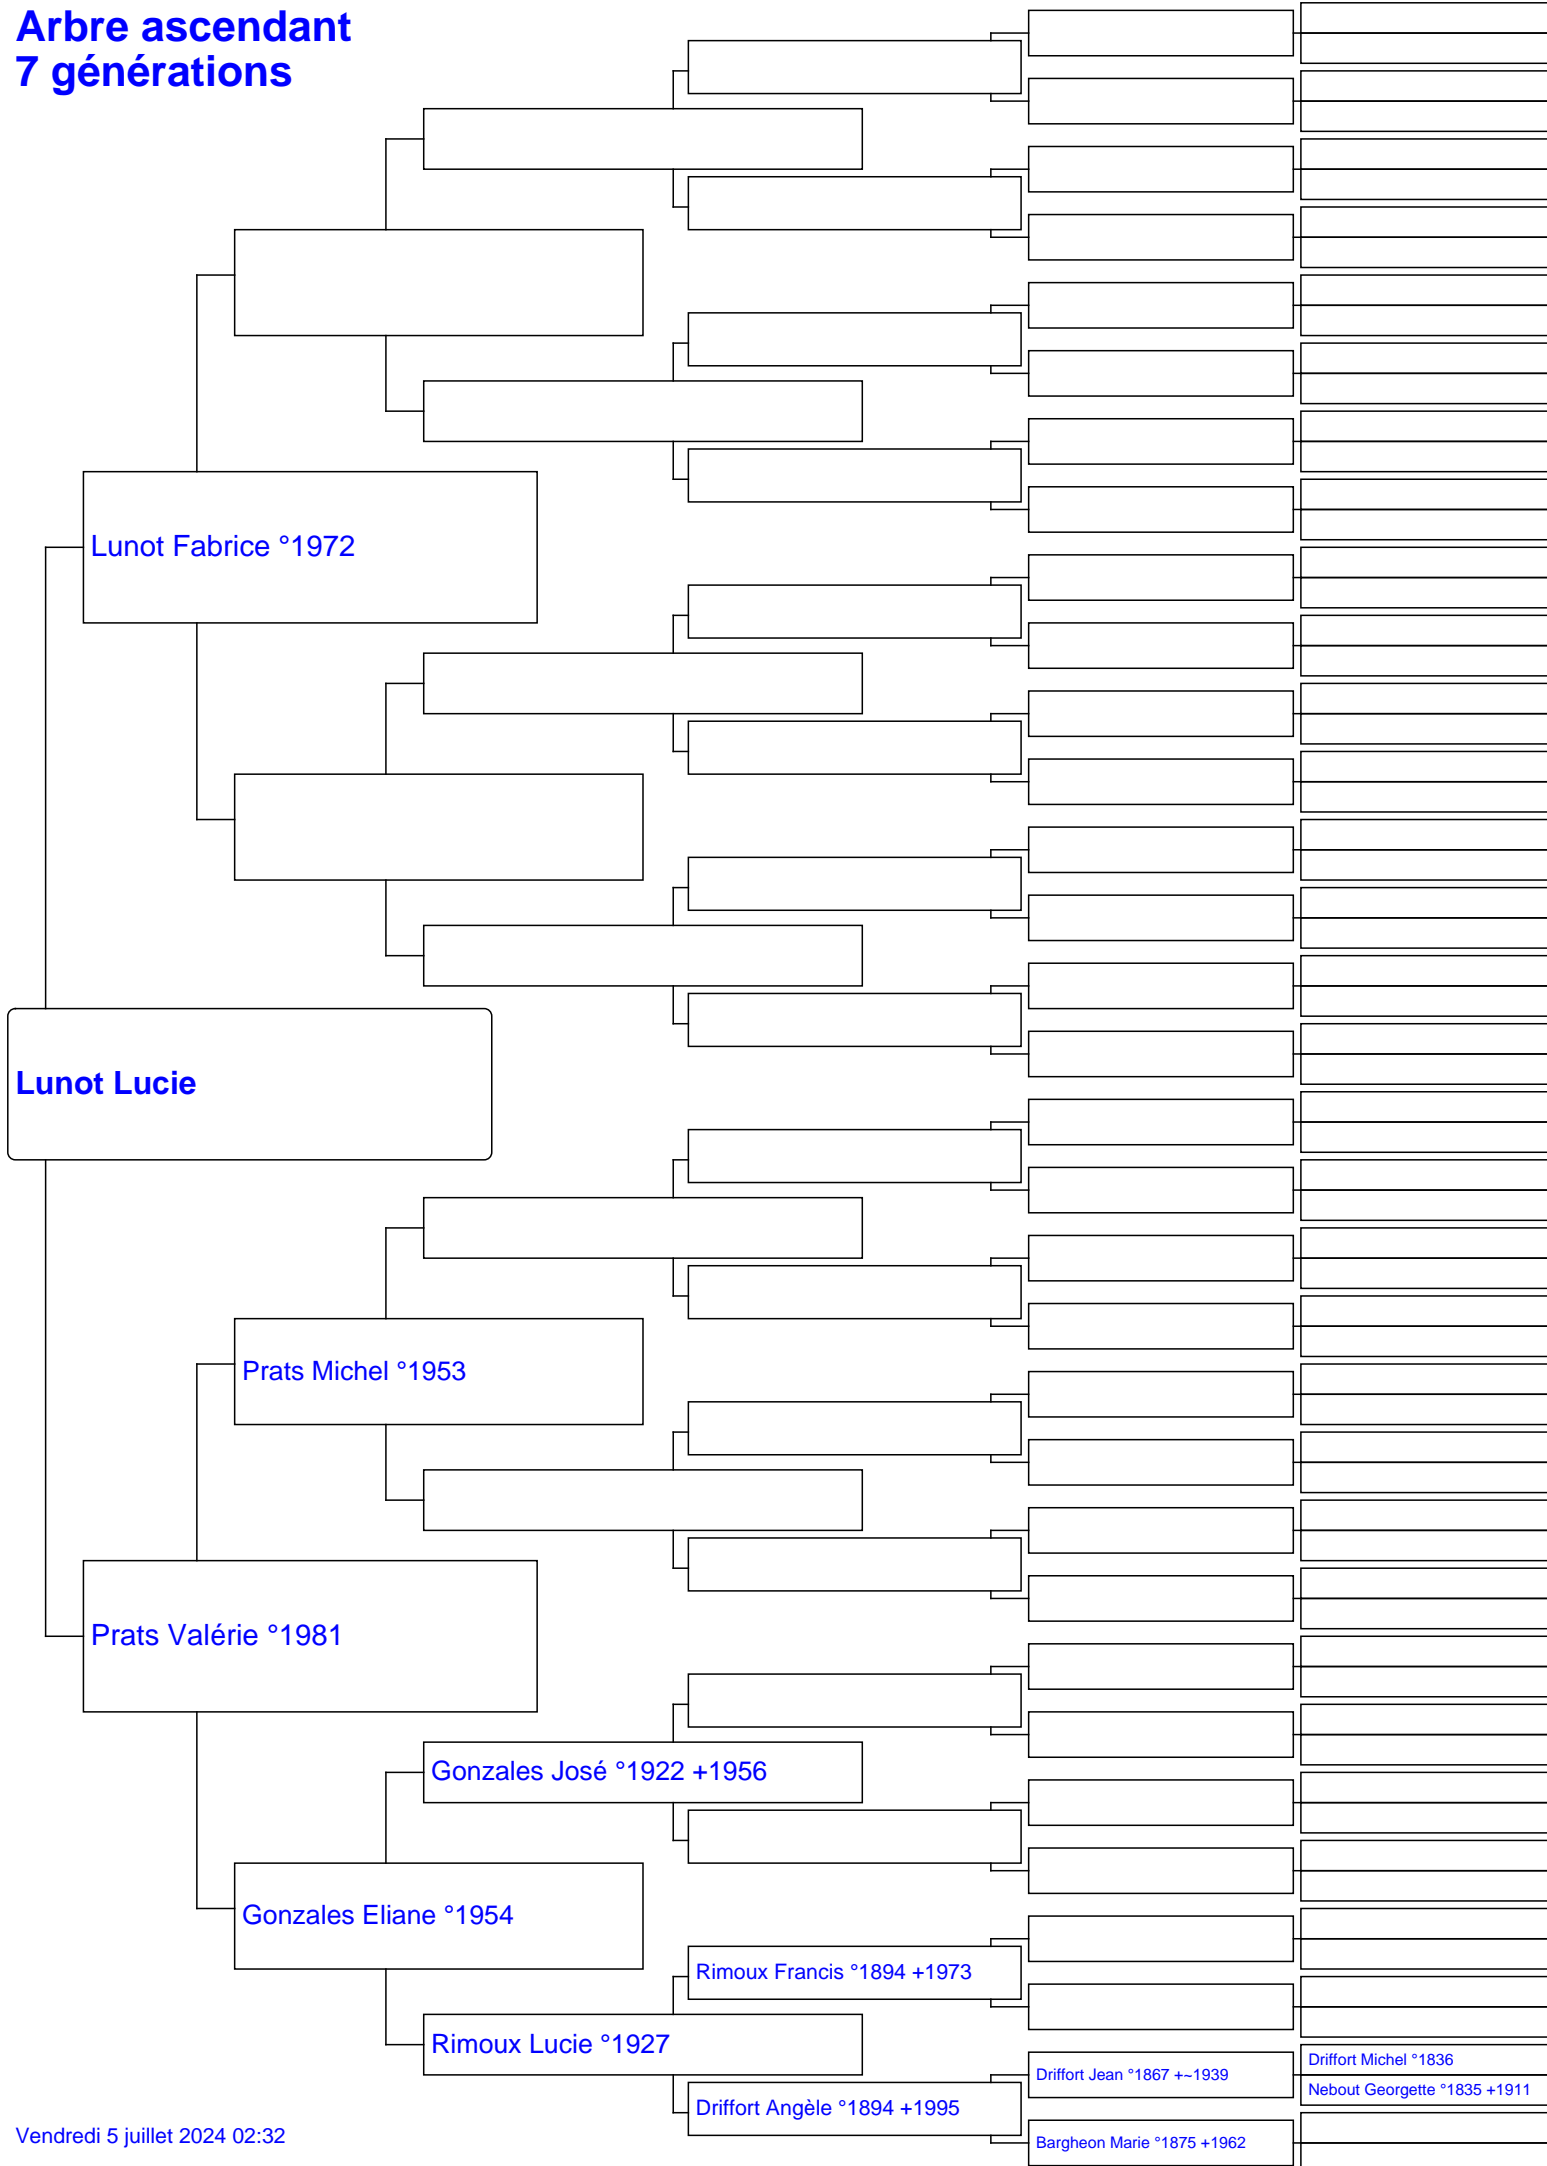 Arbre ascendant
7 générations
Lunot Fabrice °1972
Lunot Lucie
Prats Michel °1953
Prats Valérie °1981
Gonzales José °1922 +1956
Gonzales Eliane °1954
Rimoux Francis °1894 +1973
Rimoux Lucie °1927
Driffort Michel °1836
Driffort Jean °1867 +~1939
Nebout Georgette °1835 +1911
Driffort Angèle °1894 +1995
Bargheon Marie °1875 +1962
Vendredi 5 juillet 2024 02:32